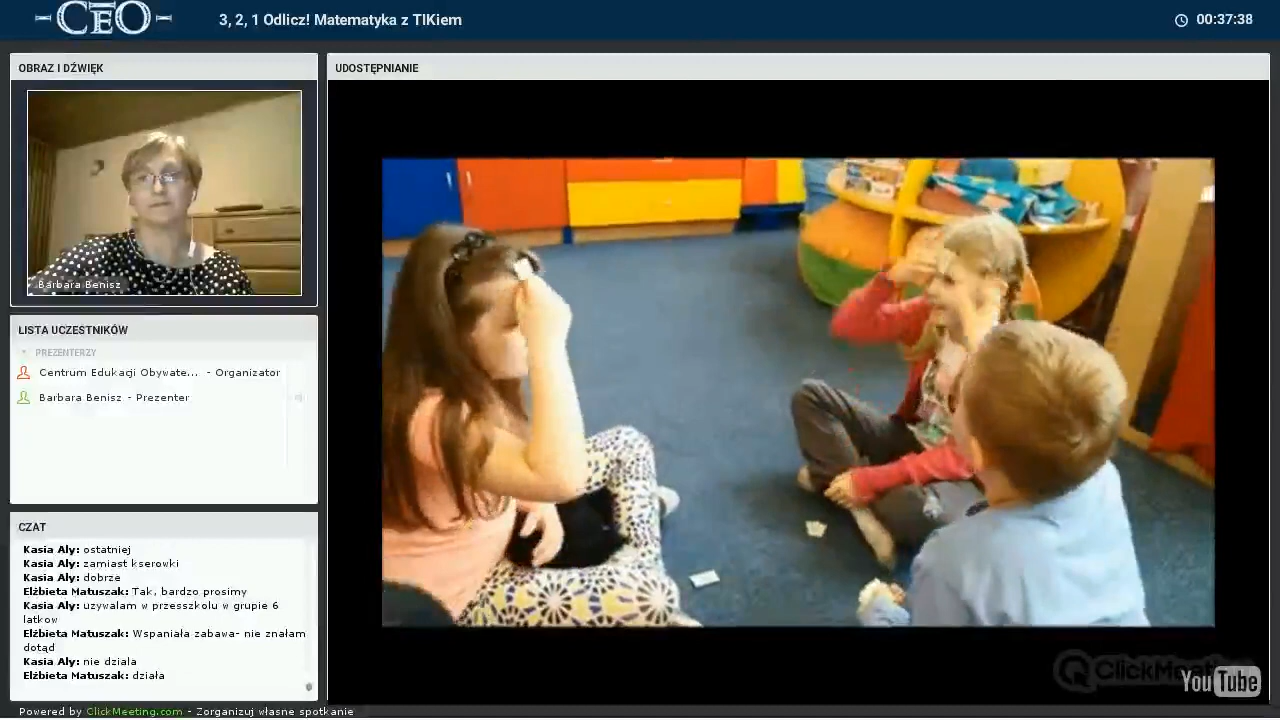 CEO
3, 2, 1 Odlicz! Matematyka z TIKiem
00:37:38
OBRAZ I DŹWIĘK
Barbara Benisz
LISTA UCZESTNIKÓW
PREZENTERZY
Centrum Edukacji Obywate... - Organizator
Barbara Benisz - Prezenter
CZAT
Kasia Aly: ostatniej
Kasia Aly: zamiast kserowki
Kasia Aly: dobrze
Elżbieta Matuszak: Tak, bardzo prosimy
Kasia Aly: uzywalam w przesszkolu w grupie 6
latkow
Elżbieta Matuszak: Wspaniała zabawa- nie znałam
dotąd
Kasia Aly: nie dziala
Elżbieta Matuszak: działa
UDOSTĘPNIANIE
ClickMeeting
YouTube
Powered by ClickMeeting.com - Zorganizuj własne spotkanie